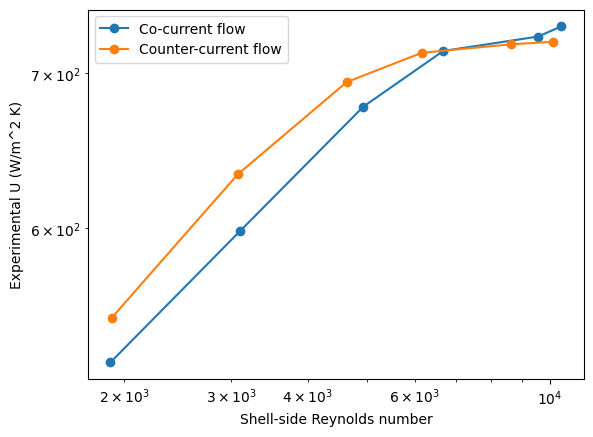 Co-current flow
Counter-current flow
7 × 10²
6 × 10²
Experimental U (W/m^2 K)
2 × 10³
3 × 10³
4 × 10³
6 × 10³
10⁴
Shell-side Reynolds number